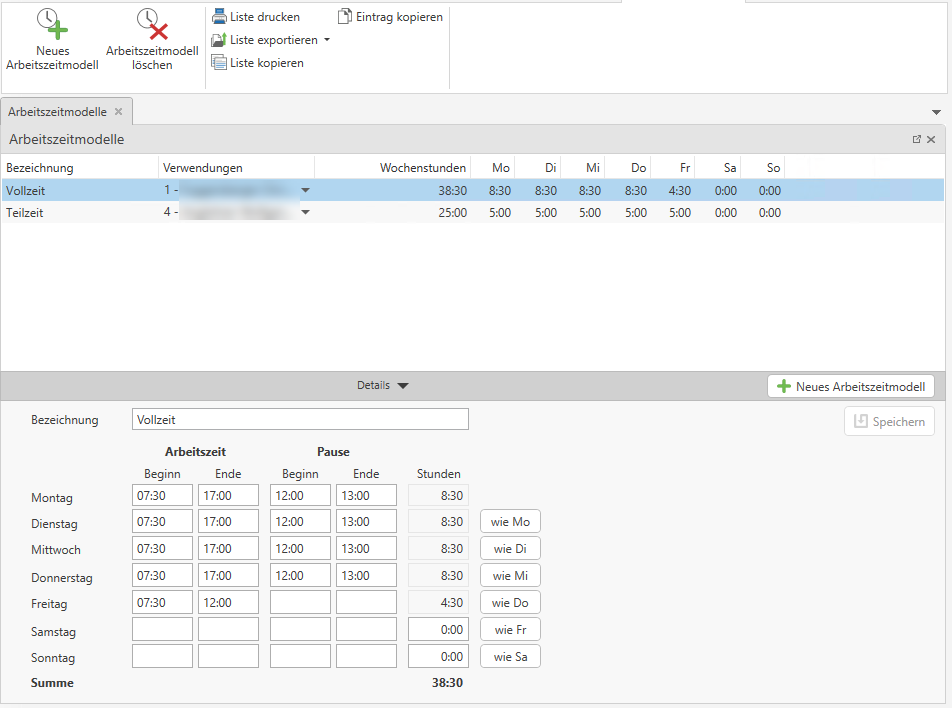 Neues Arbeitszeitmodell
Arbeitszeitmodell löschen
Liste drucken
Liste exportieren
Liste kopieren
Eintrag kopieren
Arbeitszeitmodelle
Arbeitszeitmodelle
Bezeichnung Verwendungen Wochenstunden Mo Di Mi Do Fr Sa So
Vollzeit 1 - 38:30 8:30 8:30 8:30 8:30 4:30 0:00 0:00
Teilzeit 4 - 25:00 5:00 5:00 5:00 5:00 5:00 0:00 0:00
Details
Neues Arbeitszeitmodell
Bezeichnung Vollzeit
Speichern
Arbeitszeit Pause
Beginn Ende Beginn Ende Stunden
Montag 07:30 17:00 12:00 13:00 8:30
Dienstag 07:30 17:00 12:00 13:00 8:30 wie Mo
Mittwoch 07:30 17:00 12:00 13:00 8:30 wie Di
Donnerstag 07:30 17:00 12:00 13:00 8:30 wie Mi
Freitag 07:30 12:00 4:30 wie Do
Samstag 0:00 wie Fr
Sonntag 0:00 wie Sa
Summe 38:30